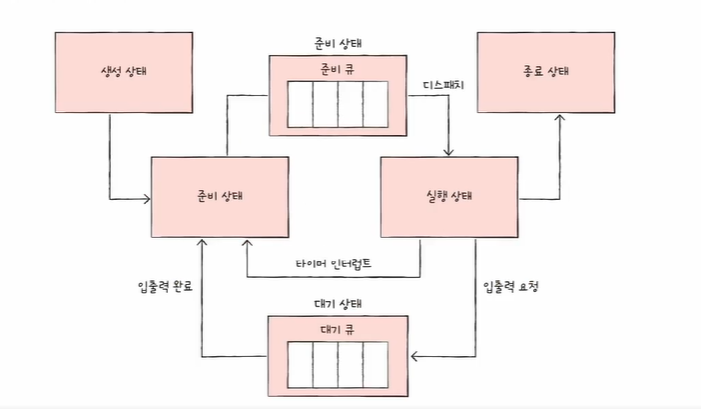 준비 상태
생성 상태
준비 큐
종료 상태
디스패치
준비 상태
실행 상태
타이머 인터럽트
입출력 완료
입출력 요청
대기 상태
대기 큐